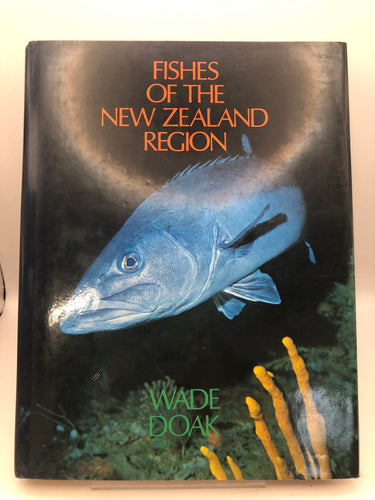 FISHES
OF THE
NEW ZEALAND
REGION
WADE
DOAK